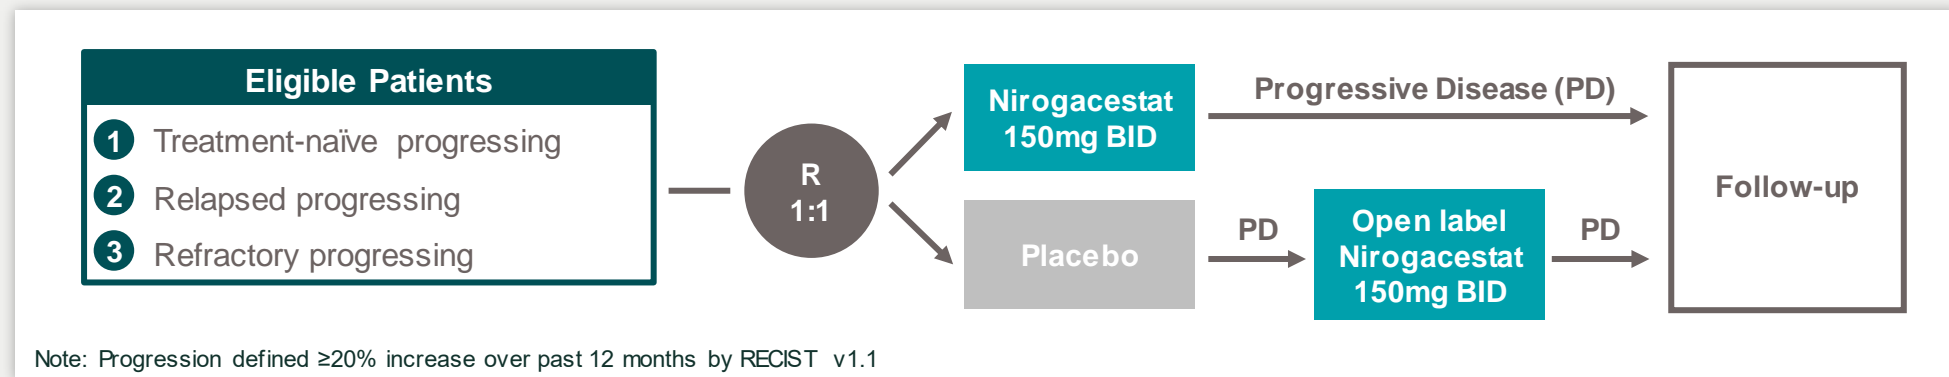 Eligible Patients
1 Treatment-naïve progressing
2 Relapsed progressing
3 Refractory progressing
R
1:1
Nirogacestat
150mg BID
Progressive Disease (PD)
Placebo
PD
Open label
Nirogacestat
150mg BID
PD
Follow-up
Note: Progression defined ≥20% increase over past 12 months by RECIST v1.1